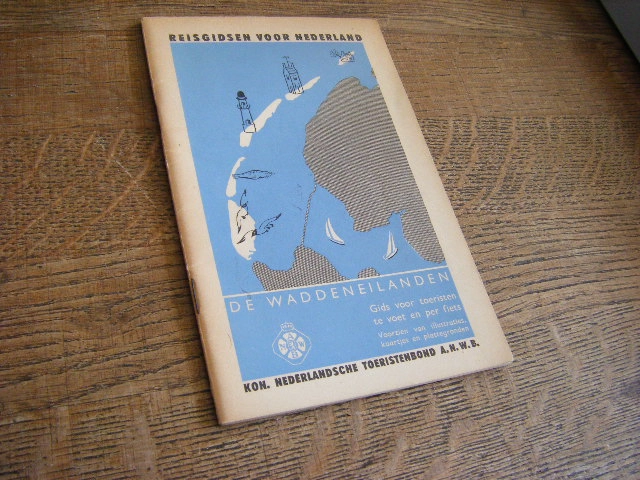 REISGIDSEN VOOR NEDERLAND
DE WADDENEILANDEN
Gids voor toeristen
te voet en per fiets
Voorzien van illustraties,
kaartjes en plattegronden
KON. NEDERLANDSCHE TOERISTENBOND A.N.W.B.